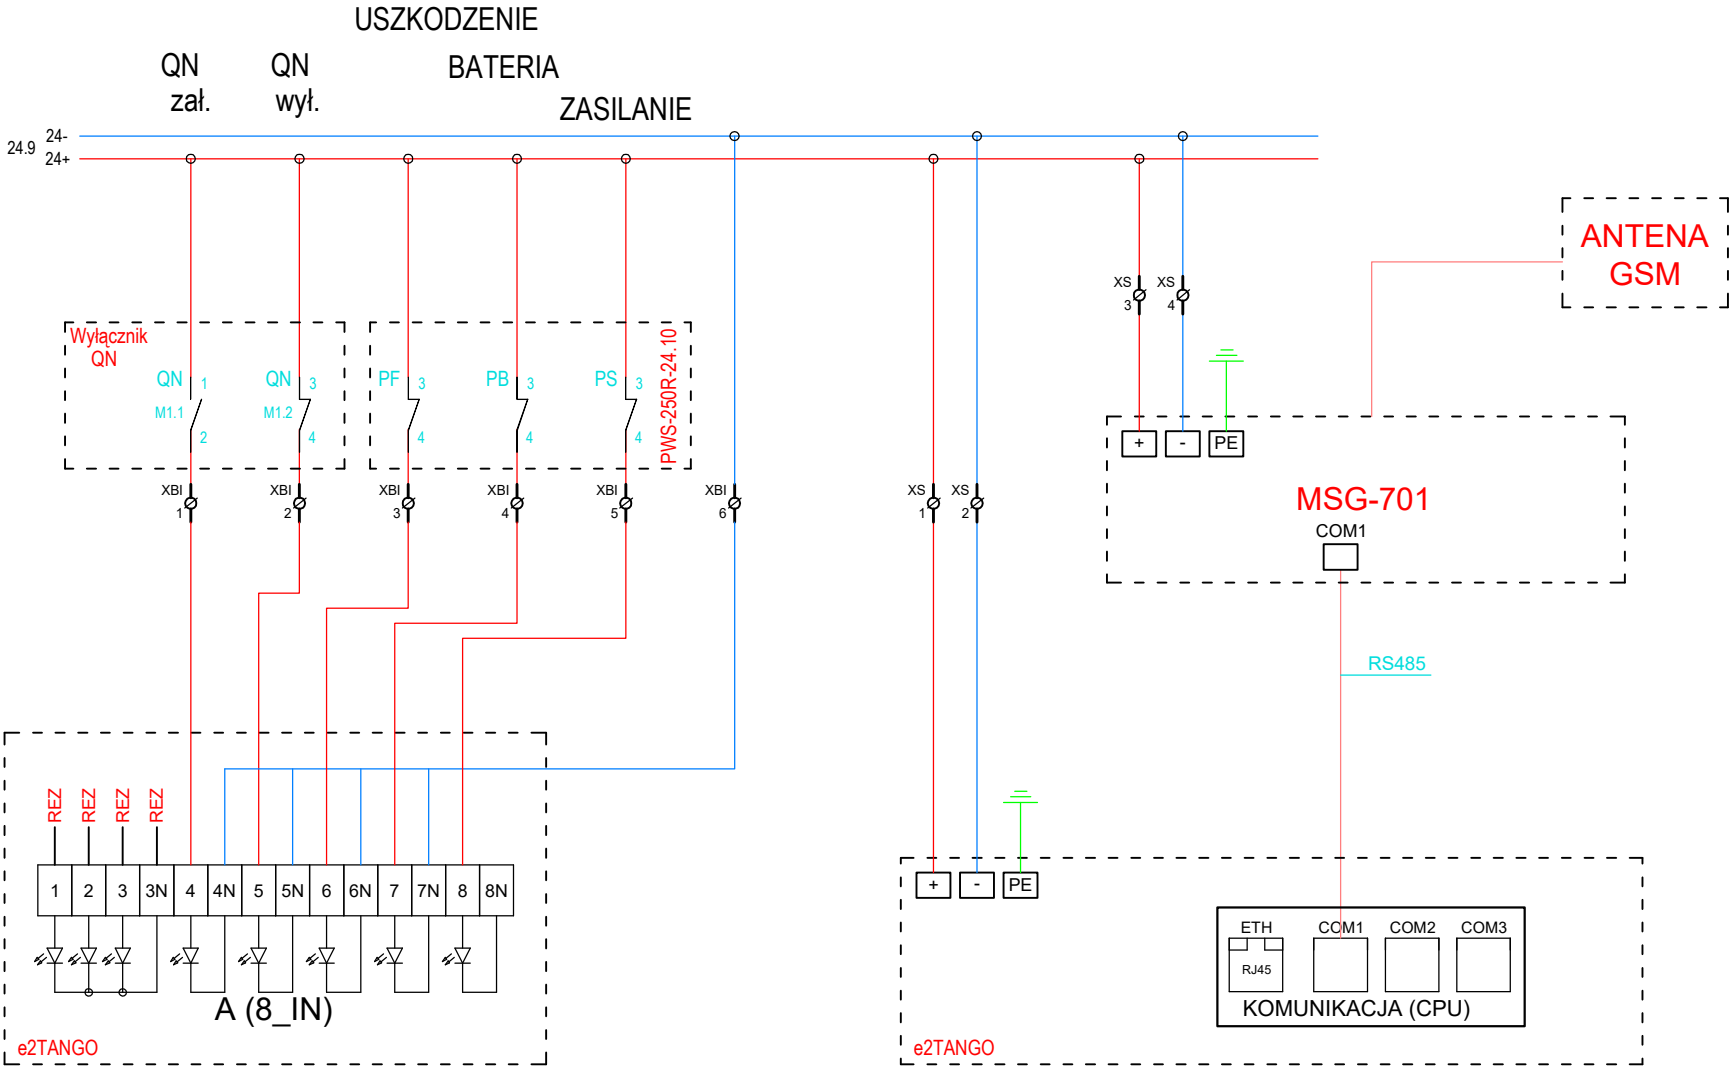 USZKODZENIE
QN
zał.
QN
wył.
BATERIA
ZASILANIE
24.9
24-
24+
Wyłącznik
QN
QN
1
M1.1
2
QN
3
M1.2
4
PF
3
4
PB
3
4
PS
3
4
PWS-250R-24.10
XBI
1
XBI
2
XBI
3
XBI
4
XBI
5
XBI
6
XS
1
XS
2
XS
3
XS
4
ANTENA
GSM
+
-
PE
MSG-701
COM1
RS485
REZ
REZ
REZ
REZ
1
2
3
3N
4
4N
5
5N
6
6N
7
7N
8
8N
A (8_IN)
e2TANGO
+
-
PE
ETH
COM1
COM2
COM3
RJ45
KOMUNIKACJA (CPU)
e2TANGO